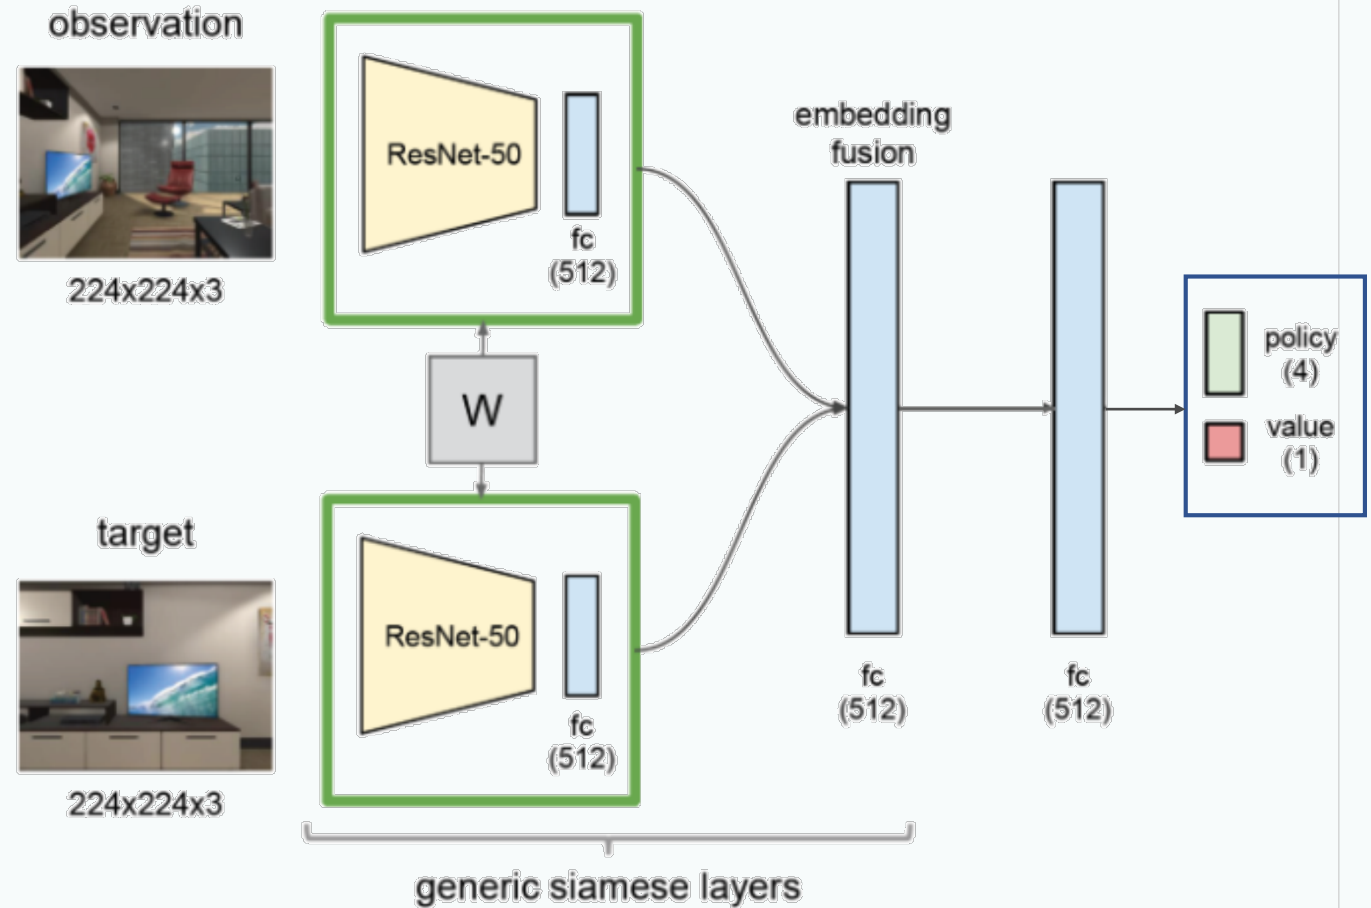 observation
224x224x3
ResNet-50
fc
(512)
W
target
224x224x3
ResNet-50
fc
(512)
embedding
fusion
fc
(512)
fc
(512)
policy
(4)
value
(1)
generic siamese layers